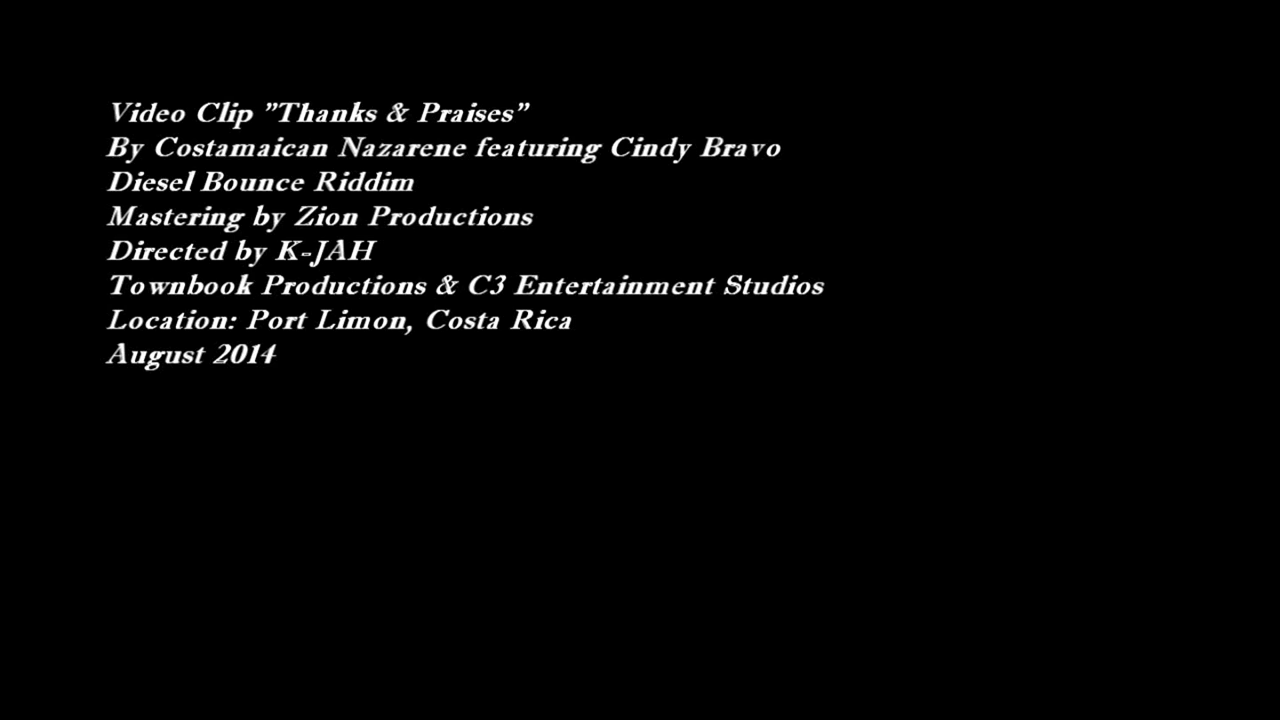 Video Clip "Thanks & Praises"
By Costamaican Nazarene featuring Cindy Bravo
Diesel Bounce Riddim
Mastering by Zion Productions
Directed by K-JAH
Townbook Productions & C3 Entertainment Studios
Location: Port Limon, Costa Rica
August 2014